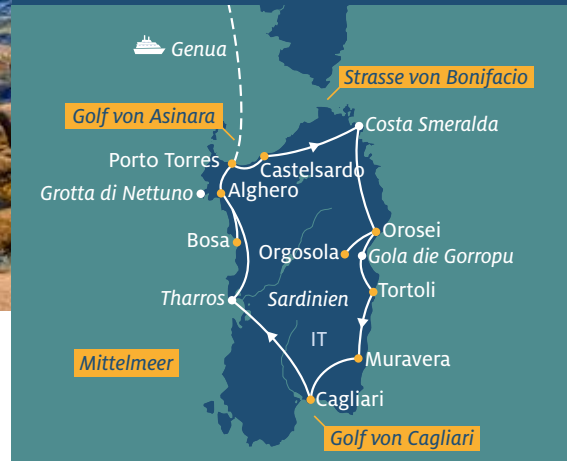 Genua
Strasse von Bonifacio
Golf von Asinara
Costa Smeralda
Porto Torres
Castelsardo
Grotta di Nettuno
Alghero
Bosa
Orosei
Orgosola
Gola die Gorropu
Tharros
Sardinien
Tortoli
IT
Mittelmeer
Muravera
Cagliari
Golf von Cagliari